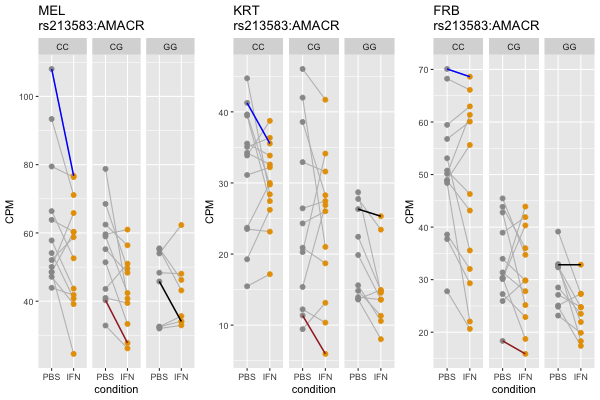 MEL
rs213583:AMACR
CC CG GG
CPM
100
80
60
40
PBS IFN PBS IFN PBS IFN
condition
KRT
rs213583:AMACR
CC CG GG
CPM
40
30
20
10
PBS IFN PBS IFN PBS IFN
condition
FRB
rs213583:AMACR
CC CG GG
CPM
70
60
50
40
30
20
PBS IFN PBS IFN PBS IFN
condition